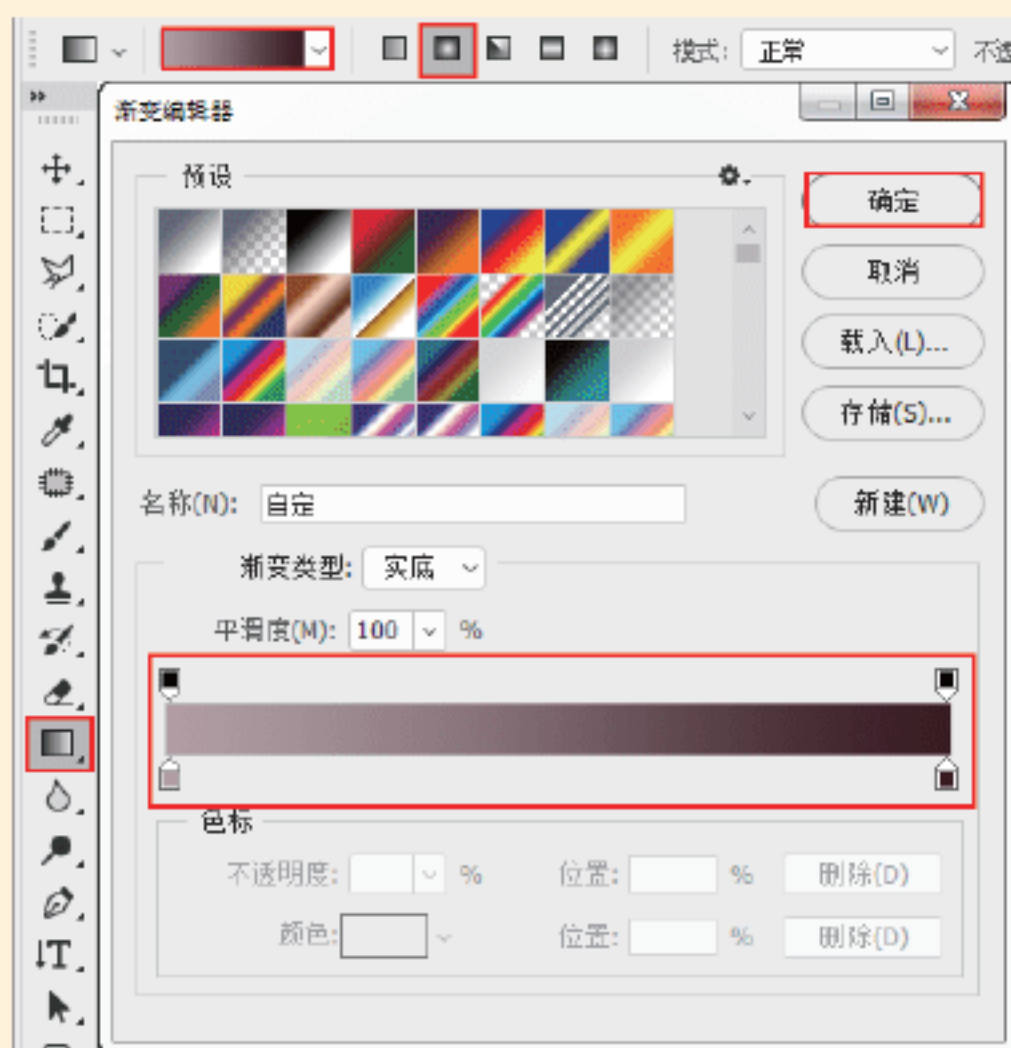 模式: 正常 不透
渐变编辑器
预设
确定
取消
载入(L)...
存储(S)...
名称(N): 自定
新建(W)
渐变类型: 实底
平滑度(M): 100 %
色标
不透明度: % 位置: % 删除(D)
颜色: 位置: % 删除(D)